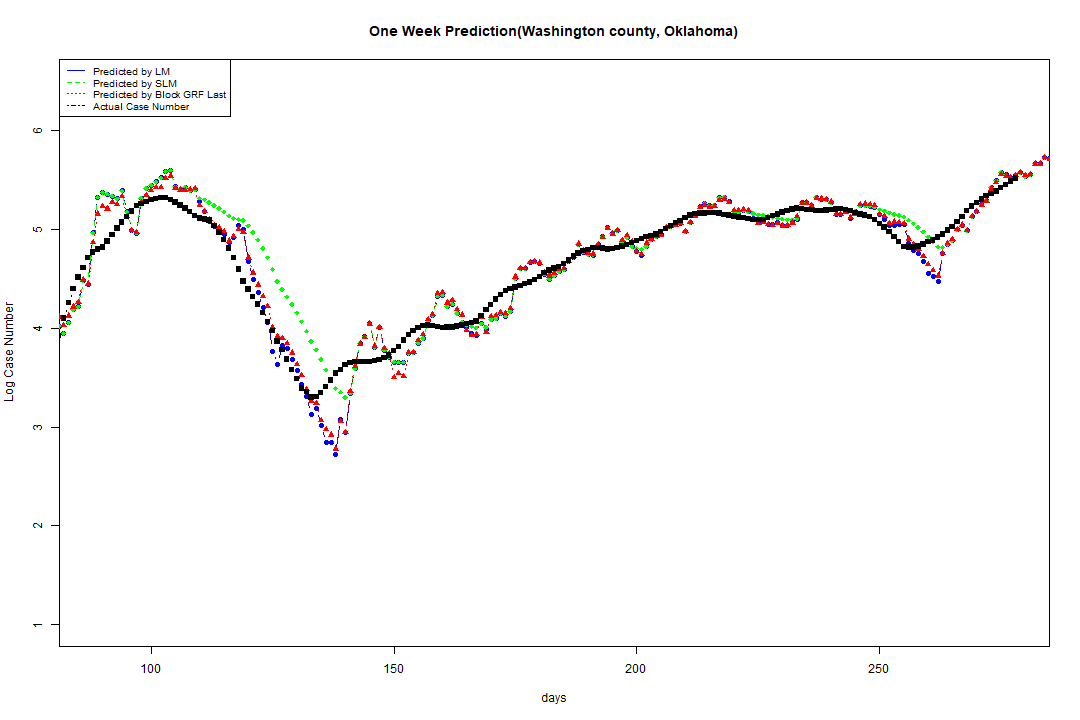 One Week Prediction(Washington county, Oklahoma)
Predicted by LM
Predicted by SLM
Predicted by Block GRF Last
Actual Case Number
6
5
4
3
2
1
Log Case Number
100 150 200 250
days